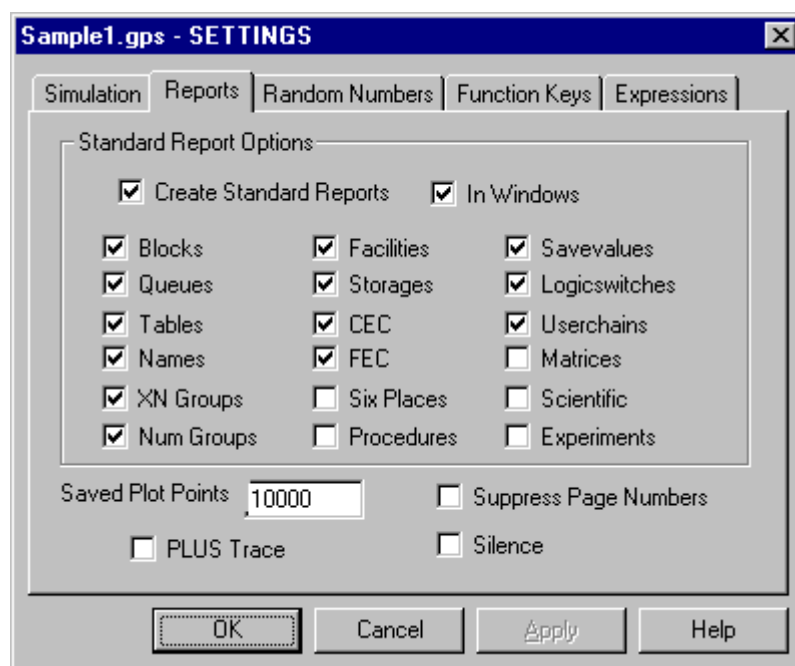 Sample1.gps - SETTINGS
Simulation Reports Random Numbers Function Keys Expressions
Standard Report Options
Create Standard Reports In Windows
Blocks Facilities Savevalues
Queues Storages Logicswitches
Tables CEC Userchains
Names FEC Matrices
XN Groups Six Places Scientific
Num Groups Procedures Experiments
Saved Plot Points 10000 Suppress Page Numbers
PLUS Trace Silence
OK Cancel Apply Help